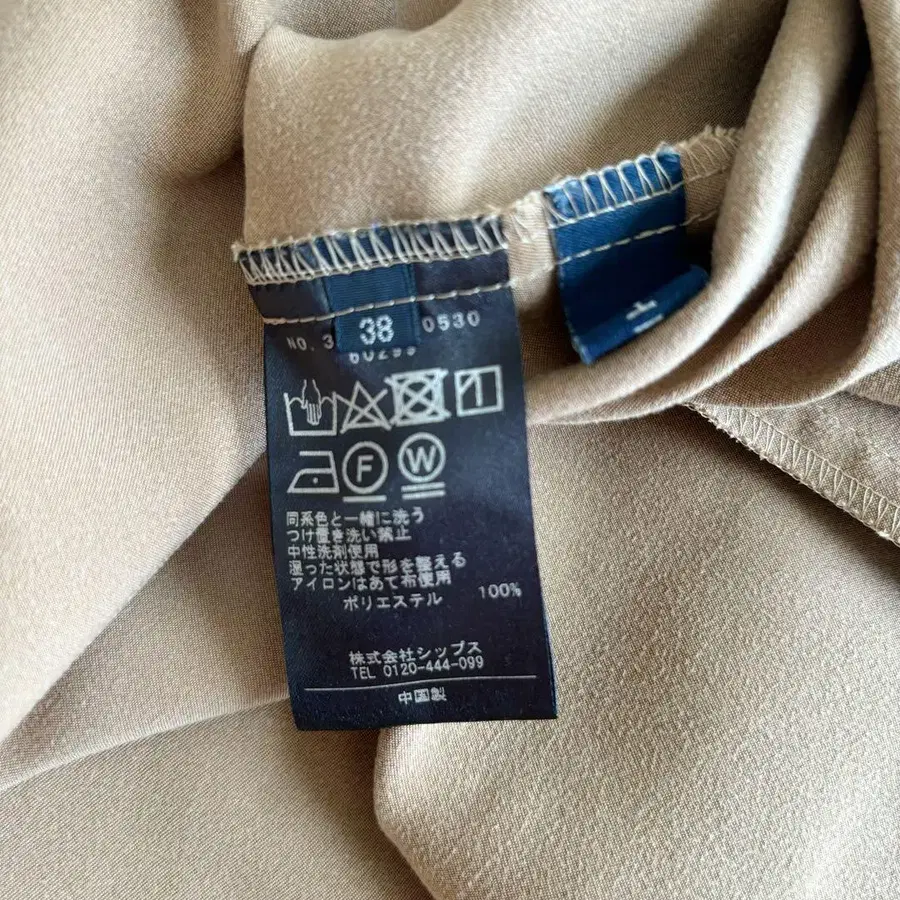 38
NO. 3 0530
F W
同系色と一緒に洗う
つけ置き洗い禁止
中性洗剤使用
湿った状態で形を整える
アイロンはあて布使用
ポリエステル 100%
株式会社シップス
TEL 0120-444-099
中国製